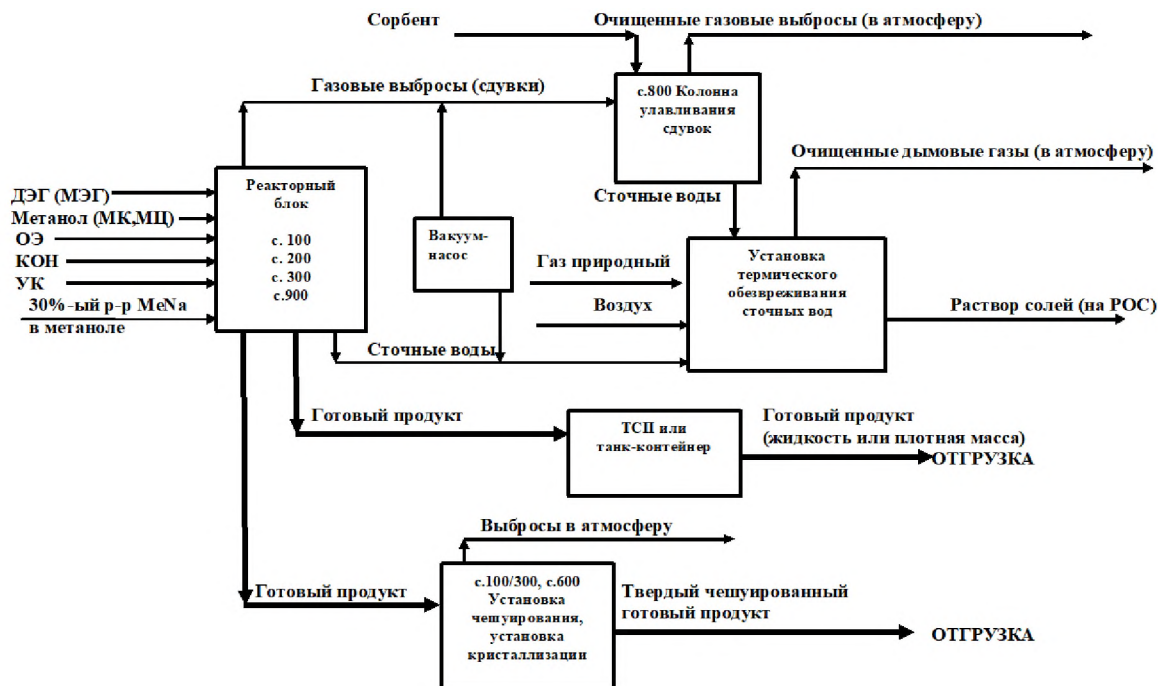 Сорбент
Очищенные газовые выбросы (в атмосферу)
Газовые выбросы (сдувки)
с.800 Колонна
улавливания
сдувок
Очищенные дымовые газы (в атмосферу)
Сточные воды
ДЭГ (МЭГ)
Метанол (МК,МЦ)
ОЭ
КОН
УК
30%-ый р-р MeNa
в метаноле
Реакторный
блок
с. 100
с. 200
с. 300
с.900
Вакуум-
насос
Газ природный
Воздух
Установка
термического
обезвреживания
сточных вод
Раствор солей (на РОС)
Сточные воды
Готовый продукт
ТСП или
танк-контейнер
Готовый продукт
(жидкость или плотная масса)
ОТГРУЗКА
Выбросы в атмосферу
Готовый продукт
с.100/300, с.600
Установка
чешуирования,
установка
кристаллизации
Твердый чешуированный
готовый продукт
ОТГРУЗКА